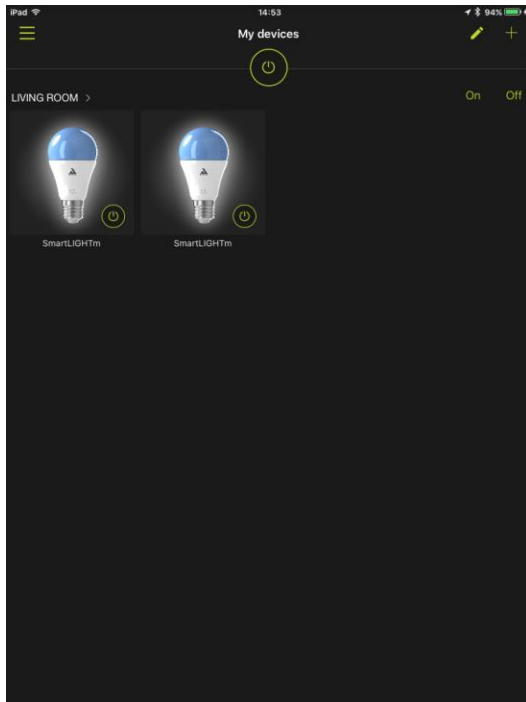 iPad 14:53 94%
My devices
LIVING ROOM > On Off
SmartLIGHTm SmartLIGHTm